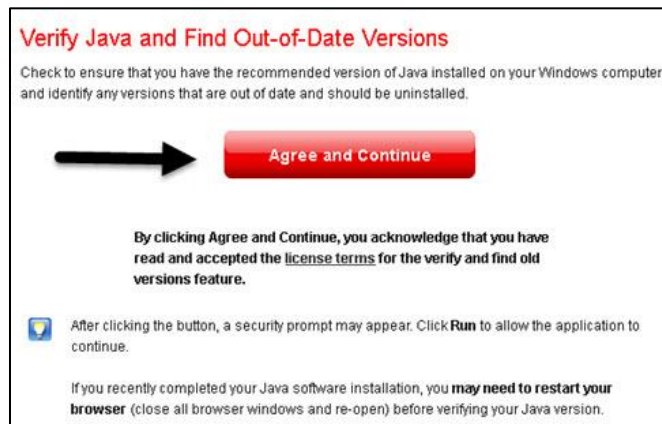 Verify Java and Find Out-of-Date Versions
Check to ensure that you have the recommended version of Java installed on your Windows computer
and identify any versions that are out of date and should be uninstalled.
Agree and Continue
By clicking Agree and Continue, you acknowledge that you have
read and accepted the license terms for the verify and find old
versions feature.
After clicking the button, a security prompt may appear. Click Run to allow the application to
continue.
If you recently completed your Java software installation, you may need to restart your
browser (close all browser windows and re-open) before verifying your Java version.